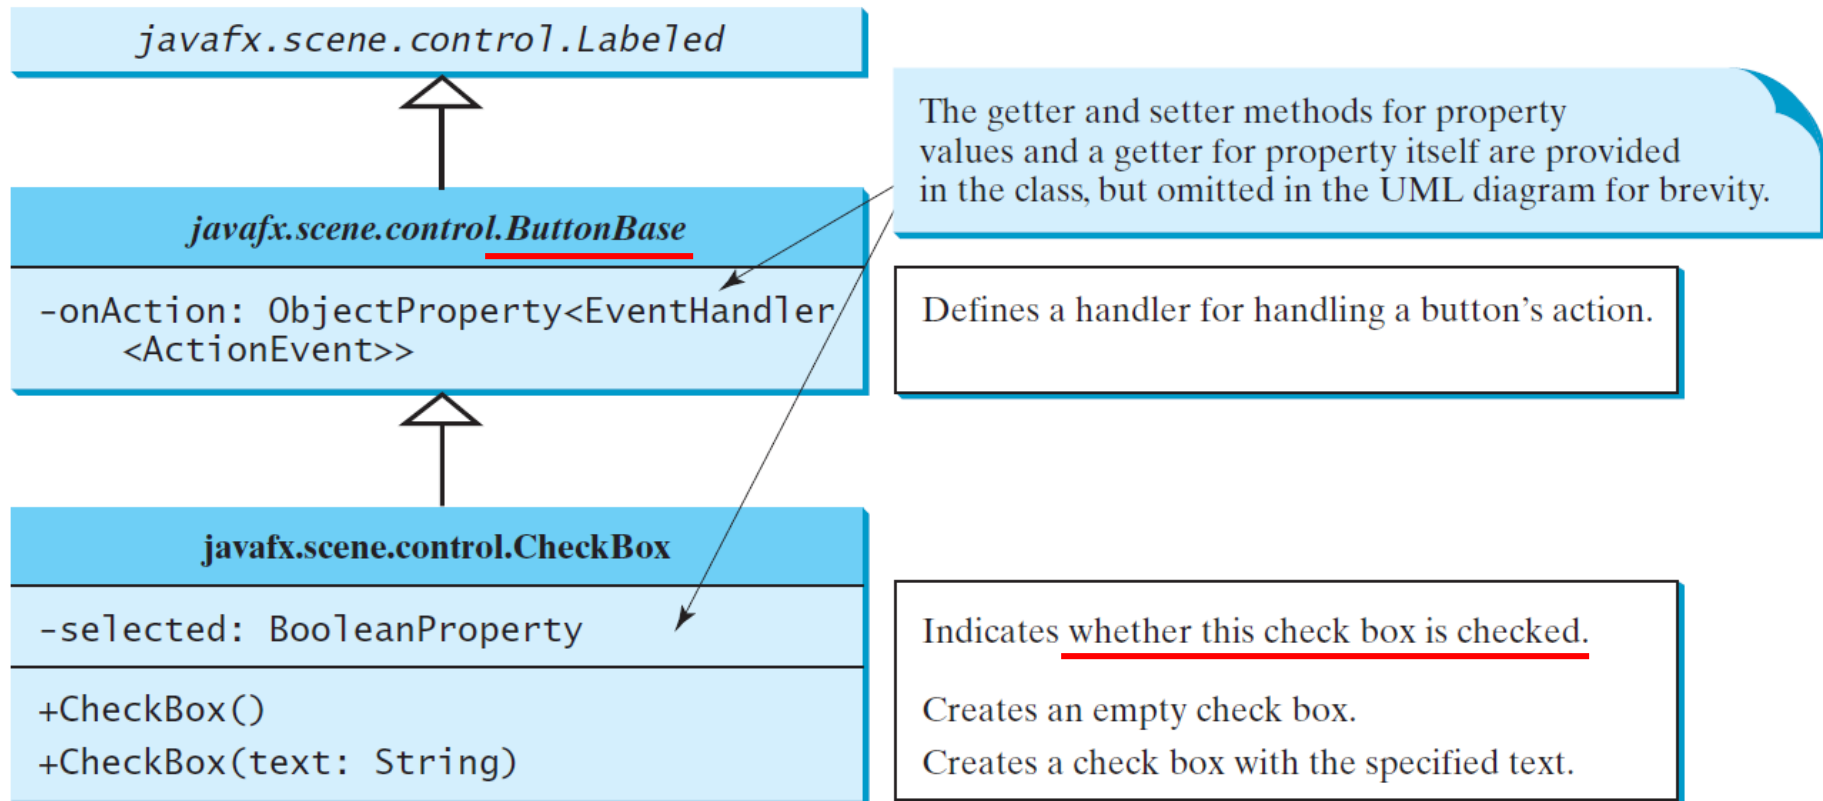 javafx.scene.control.Labeled
The getter and setter methods for property
values and a getter for property itself are provided
in the class, but omitted in the UML diagram for brevity.
javafx.scene.control.ButtonBase
-onAction: ObjectProperty<EventHandler
<ActionEvent>>
Defines a handler for handling a button’s action.
javafx.scene.control.CheckBox
-selected: BooleanProperty
Indicates whether this check box is checked.
+CheckBox()
Creates an empty check box.
+CheckBox(text: String)
Creates a check box with the specified text.